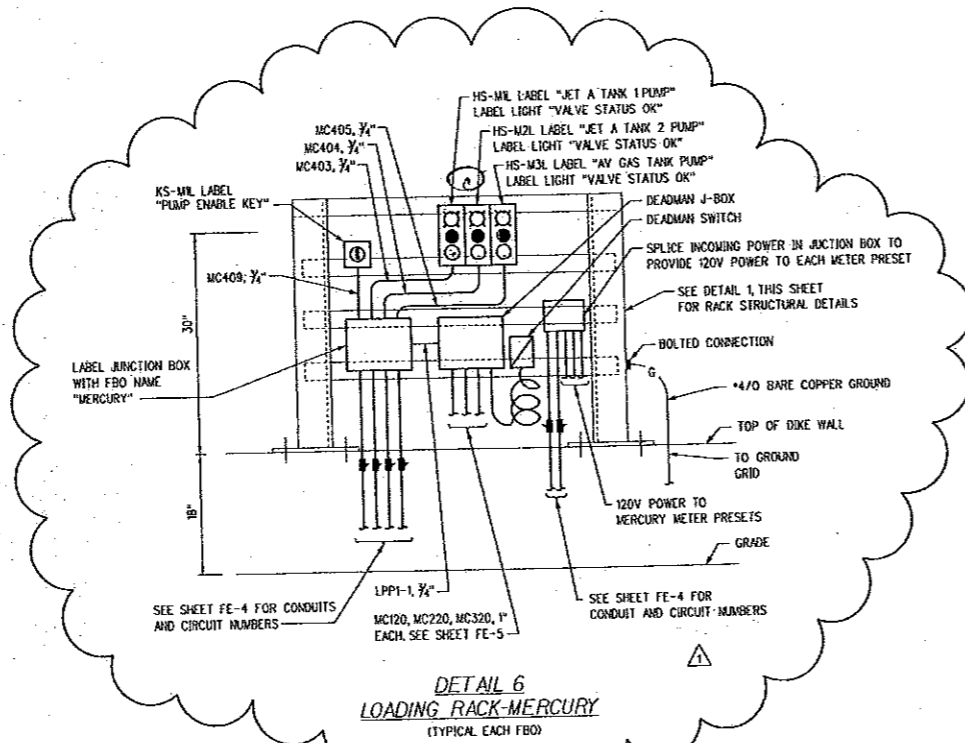 HS-M1L LABEL "JET A TANK 1 PUMP"
LABEL LIGHT "VALVE STATUS OK"
HS-M2L LABEL "JET A TANK 2 PUMP"
LABEL LIGHT "VALVE STATUS OK"
HS-M3L LABEL "AV GAS TANK PUMP"
LABEL LIGHT "VALVE STATUS OK"
MC405, 3/4"
MC404, 3/4"
MC403, 3/4"
KS-M1L LABEL
"PUMP ENABLE KEY"
MC409, 3/4"
DEADMAN J-BOX
DEADMAN SWITCH
SPLICE INCOMING POWER IN JUCTION BOX TO
PROVIDE 120V POWER TO EACH METER PRESET
SEE DETAIL 1, THIS SHEET
FOR RACK STRUCTURAL DETAILS
BOLTED CONNECTION
G
30"
LABEL JUNCTION BOX
WITH FBO NAME
"MERCURY"
*4/0 BARE COPPER GROUND
TOP OF DIKE WALL
TO GROUND
GRID
18"
120V POWER TO
MERCURY METER PRESETS
GRADE
LPP1-1, 3/4"
SEE SHEET FE-4 FOR CONDUITS
AND CIRCUIT NUMBERS
MC120, MC220, MC320, 1"
EACH. SEE SHEET FE-5
SEE SHEET FE-4 FOR
CONDUIT AND CIRCUIT NUMBERS
1
DETAIL 6
LOADING RACK-MERCURY
(TYPICAL EACH FBO)